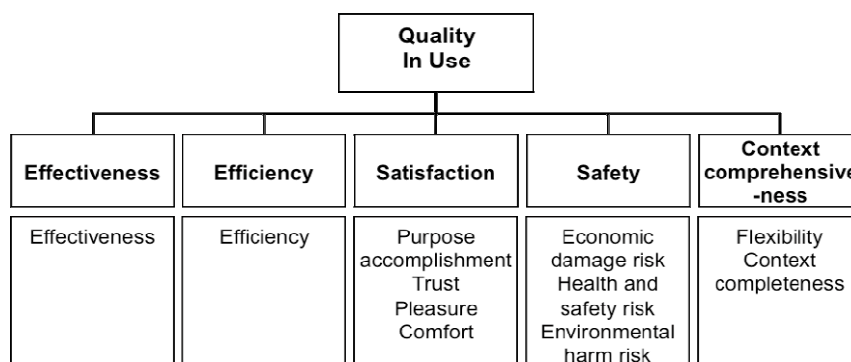 Quality
In Use
Effectiveness
Efficiency
Satisfaction
Safety
Context
comprehensive
-ness
Effectiveness
Efficiency
Purpose
accomplishment
Trust
Pleasure
Comfort
Economic
damage risk
Health and
safety risk
Environmental
harm risk
Flexibility
Context
completeness